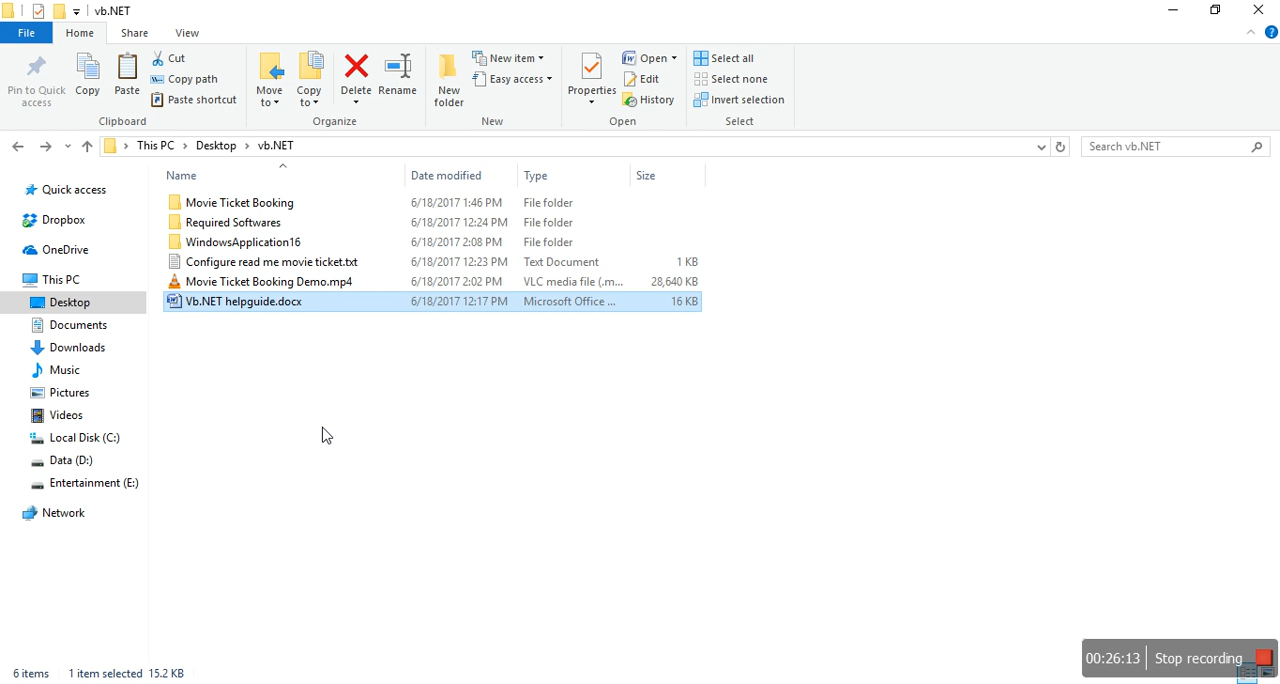 vb.NET
File Home Share View
Pin to Quick access
Copy
Paste
Cut
Copy path
Paste shortcut
Clipboard
Move to
Copy to
Delete
Rename
Organize
New folder
New item
Easy access
New
Properties
Open
Edit
History
Open
Select all
Select none
Invert selection
Select
This PC > Desktop > vb.NET
Search vb.NET
Quick access
Dropbox
OneDrive
This PC
Desktop
Documents
Downloads
Music
Pictures
Videos
Local Disk (C:)
Data (D:)
Entertainment (E:)
Network
Name Date modified Type Size
Movie Ticket Booking 6/18/2017 1:46 PM File folder
Required Softwares 6/18/2017 12:24 PM File folder
WindowsApplication16 6/18/2017 2:08 PM File folder
Configure read me movie ticket.txt 6/18/2017 12:23 PM Text Document 1 KB
Movie Ticket Booking Demo.mp4 6/18/2017 2:02 PM VLC media file (.m... 28,640 KB
Vb.NET helpguide.docx 6/18/2017 12:17 PM Microsoft Office ... 16 KB
00:26:13 Stop recording
6 items 1 item selected 15.2 KB